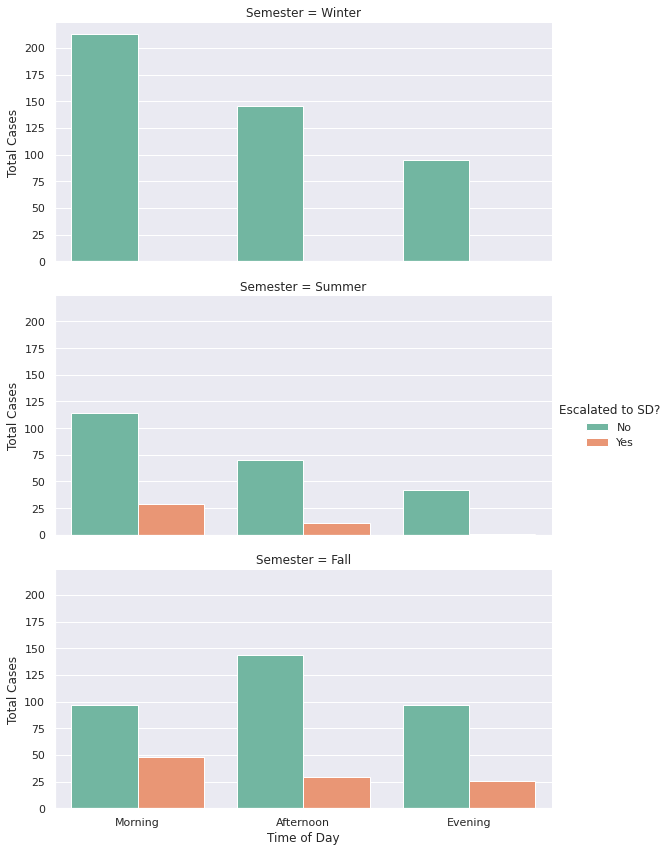 Semester = Winter
Total Cases
200
175
150
125
100
75
50
25
0
Semester = Summer
Total Cases
200
175
150
125
100
75
50
25
0
Escalated to SD?
No
Yes
Semester = Fall
Total Cases
200
175
150
125
100
75
50
25
0
Morning Afternoon Evening
Time of Day